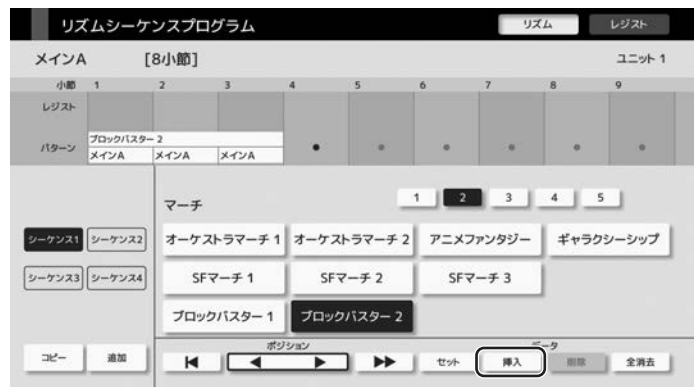 リズムシーケンスプログラム リズム レジスト
メインA [8小節] ユニット 1
小節 1 2 3 4 5 6 7 8 9
レジスト
ブロックバスター 2
パターン メインA メインA メインA
マーチ 1 2 3 4 5
シーケンス1 シーケンス2 オーケストラマーチ 1 オーケストラマーチ 2 アニメファンタジー ギャラクシーシップ
シーケンス3 シーケンス4 SFマーチ 1 SFマーチ 2 SFマーチ 3
ブロックバスター 1 ブロックバスター 2
ポジション データ
コピー 追加 セット 挿入 削除 全消去